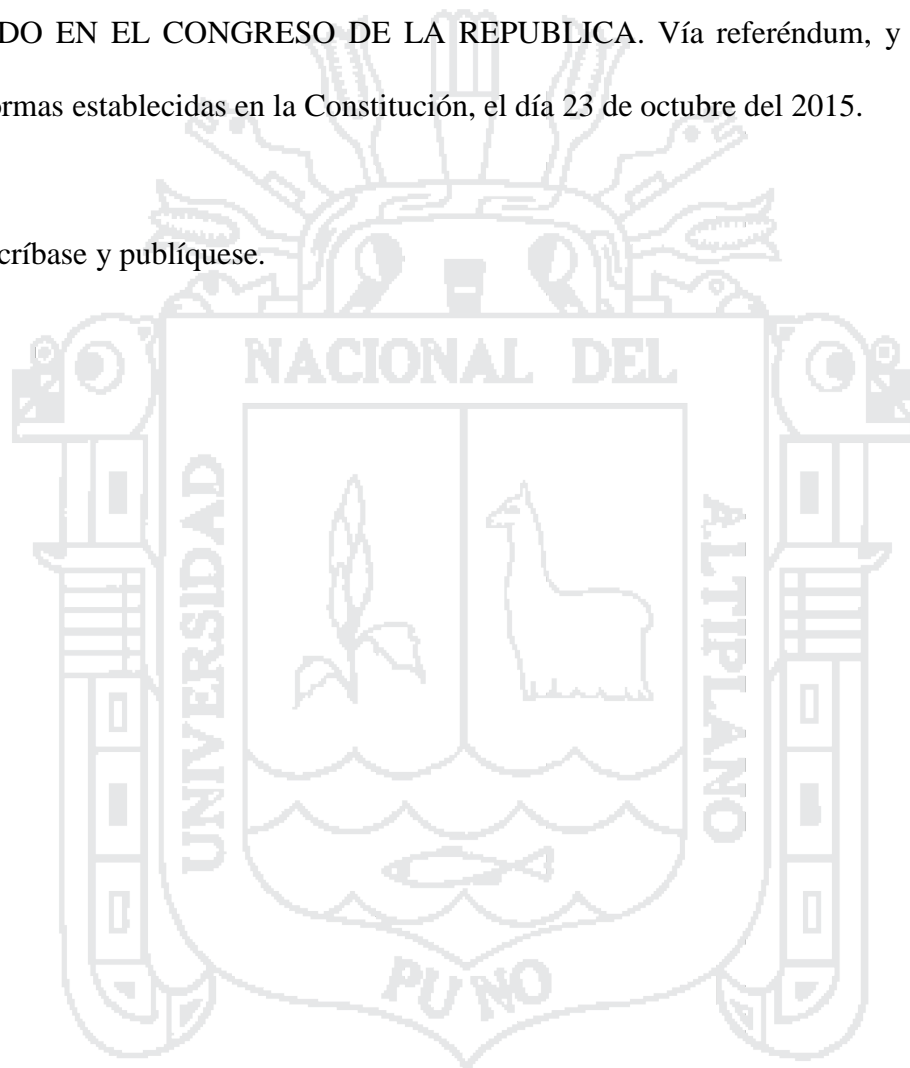 DO EN EL CONGRESO DE LA REPUBLICA. Vía referéndum, y
ormas establecidas en la Constitución, el día 23 de octubre del 2015.
críbase y publíquese.
NACIONAL DEL
UNIVERSIDAD
ALTIPLANO
PUNO